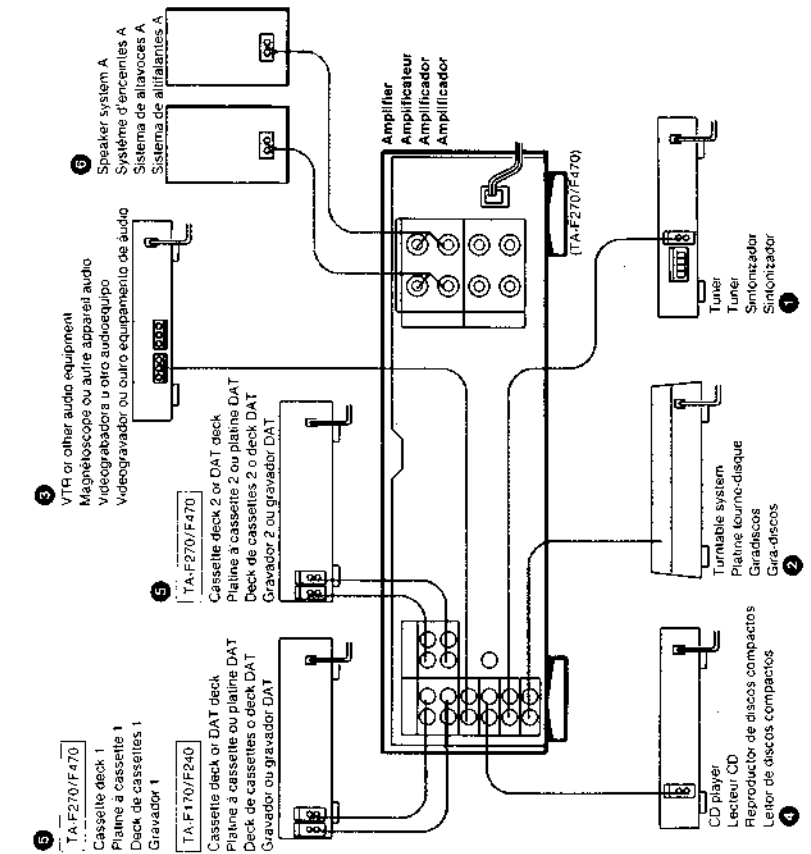 ❺
TA-F270/F470
Cassette deck 1
Platine à cassette 1
Deck de cassettes 1
Gravador 1
TA-F170/F240
Cassette deck or DAT deck
Platine à cassette ou platine DAT
Deck de cassettes o deck DAT
Gravador ou gravador DAT
❺
TA-F270/F470
Cassette deck 2 or DAT deck
Platine à cassette 2 ou platine DAT
Deck de cassettes 2 o deck DAT
Gravador 2 ou gravador DAT
❸
VTR or other audio equipment
Magnétoscope ou autre appareil audio
Videograbadora u otro audioequipo
Videogravador ou outro equipamento de áudio
❻
Speaker system A
Système d'enceintes A
Sistema de altavoces A
Sistema de altifalantes A
Amplifier
Amplificateur
Amplificador
Amplificador
(TA-F270/F470)
CD player
Lecteur CD
Reproductor de discos compactos
Leitor de discos compactos
❹
Turntable system
Platine tourne-disque
Giradiscos
Gira-discos
❷
Tuner
Tuner
Sintonizador
Sintonizador
❶